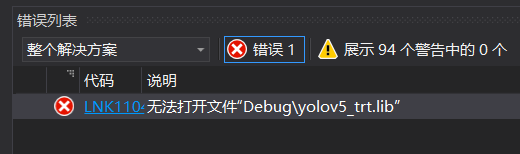 错误列表
整个解决方案 错误 1 展示 94 个警告中的 0 个
代码 说明
LNK1104 无法打开文件“Debug\yolov5_trt.lib”